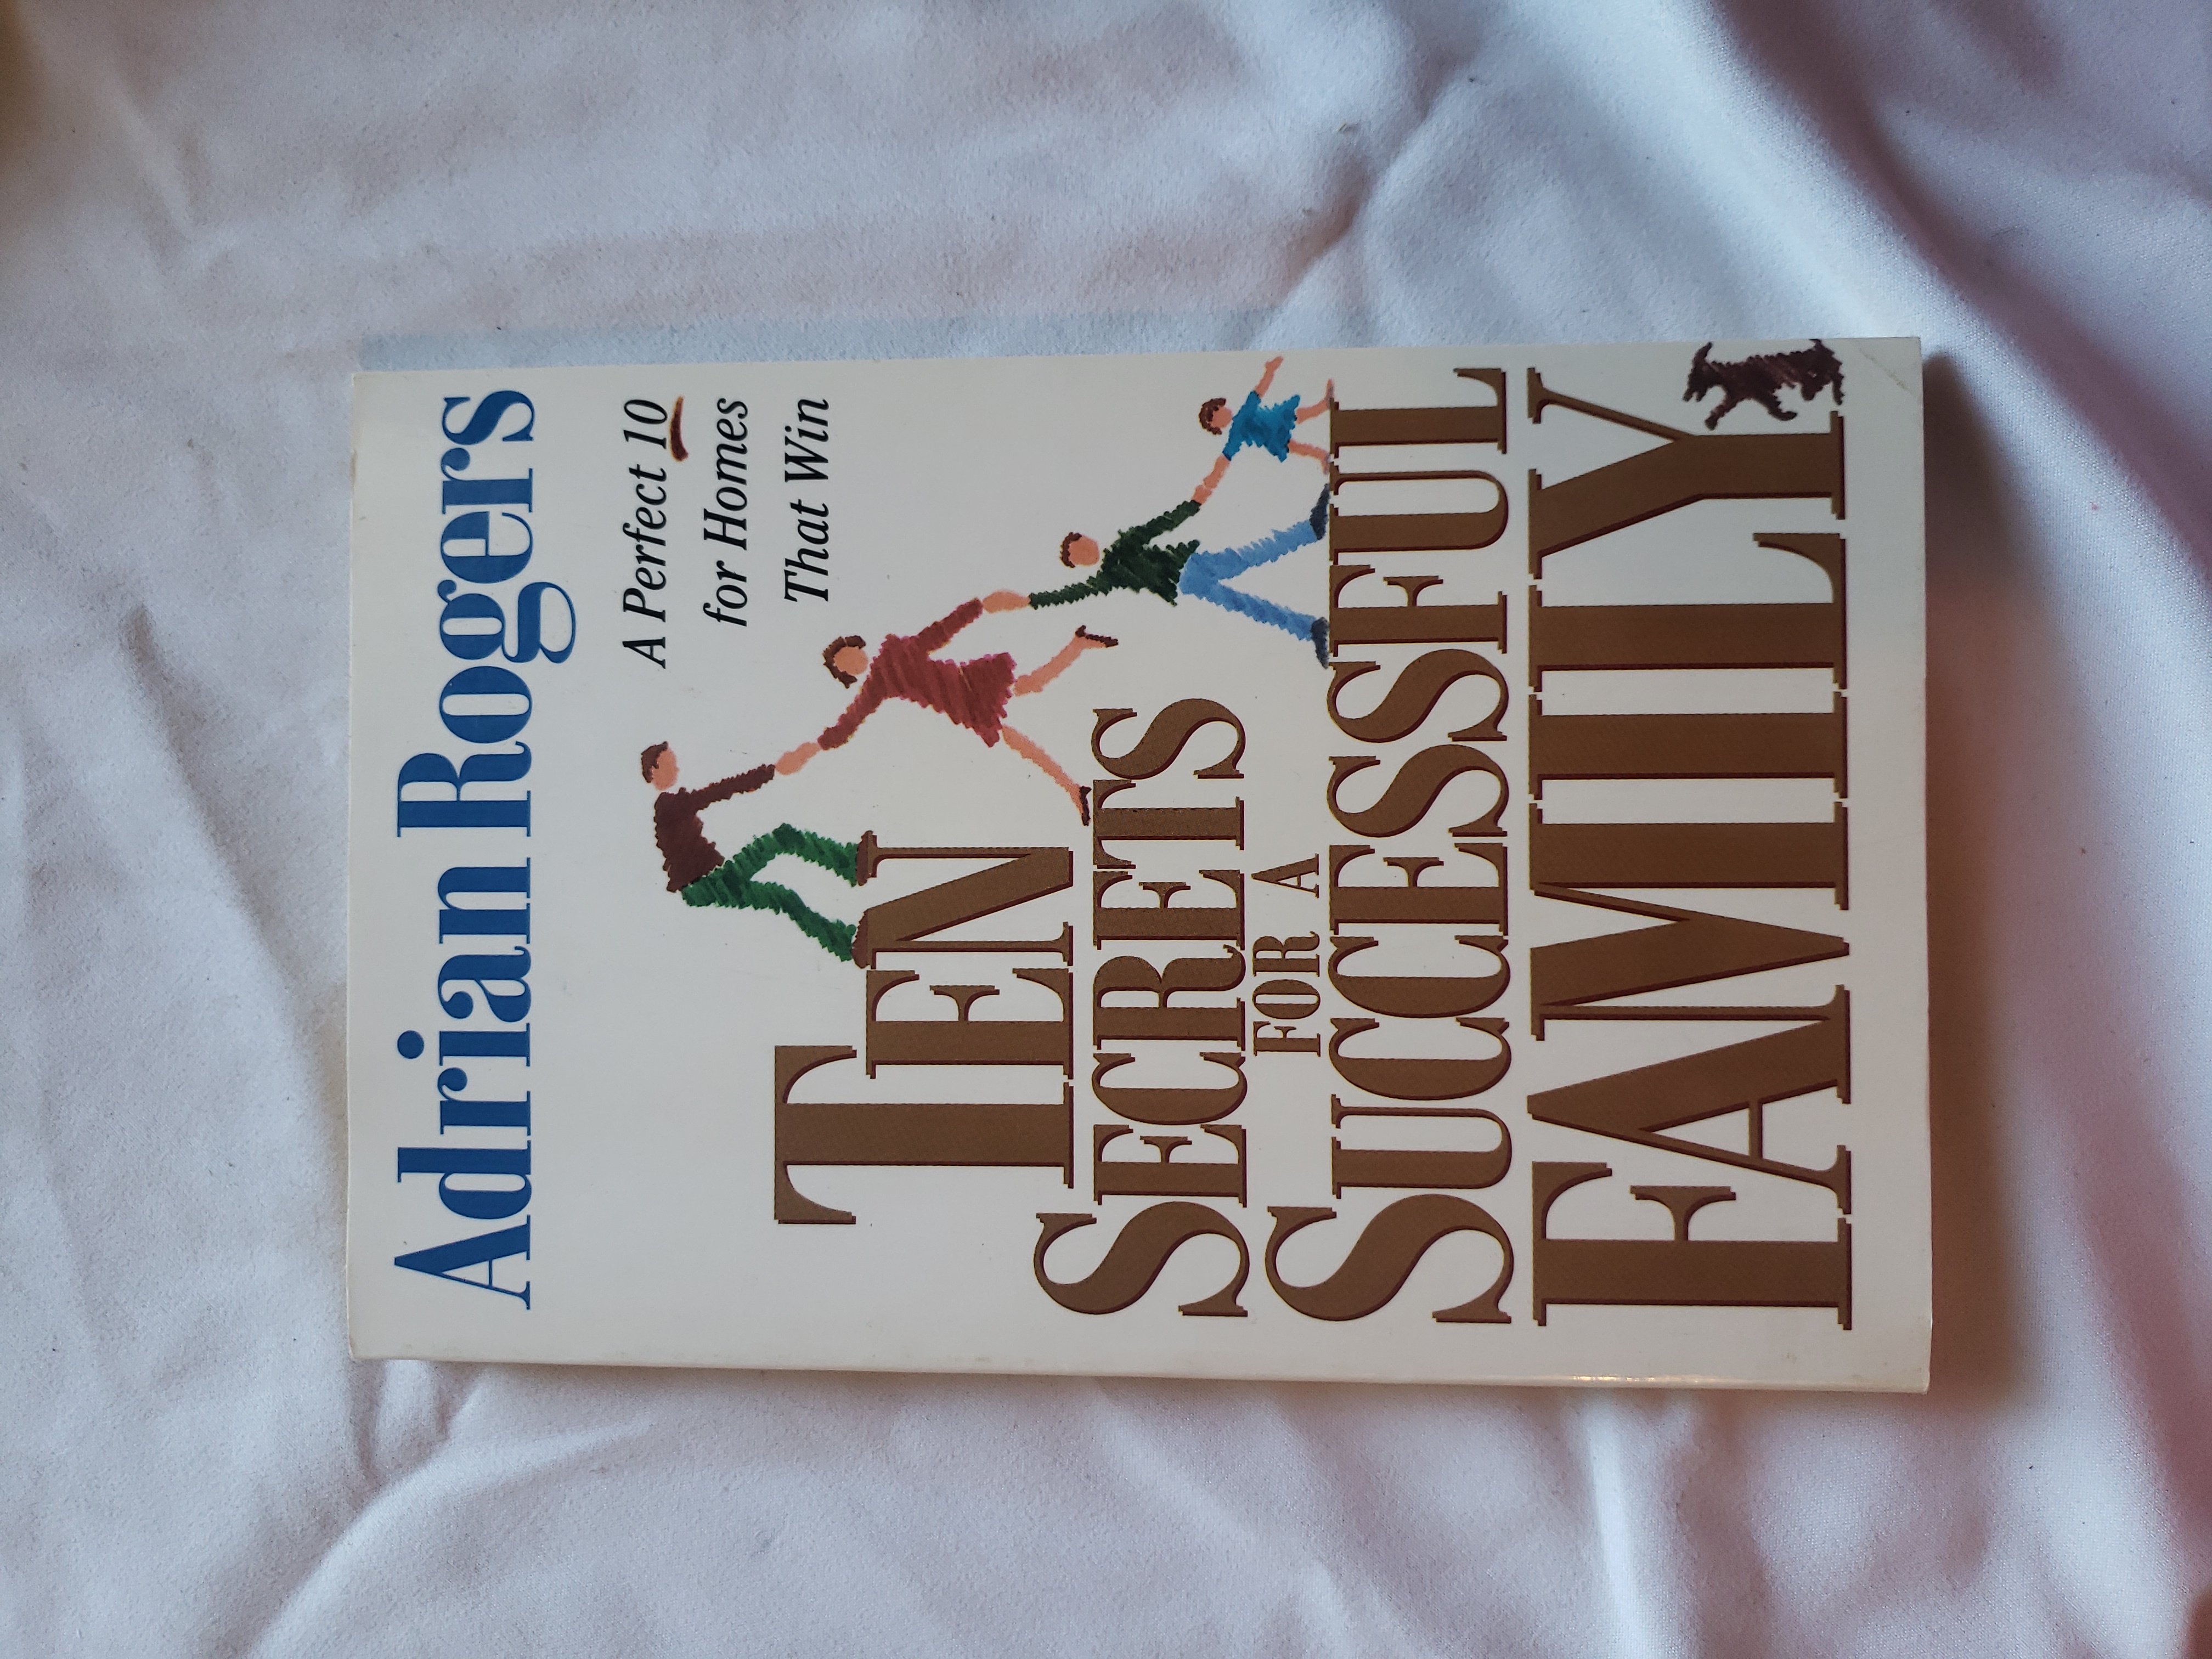 Adrian Rogers
A Perfect 10
for Homes
That Win
TEN
SECRETS
FOR A
SUCCESSFUL
FAMILY